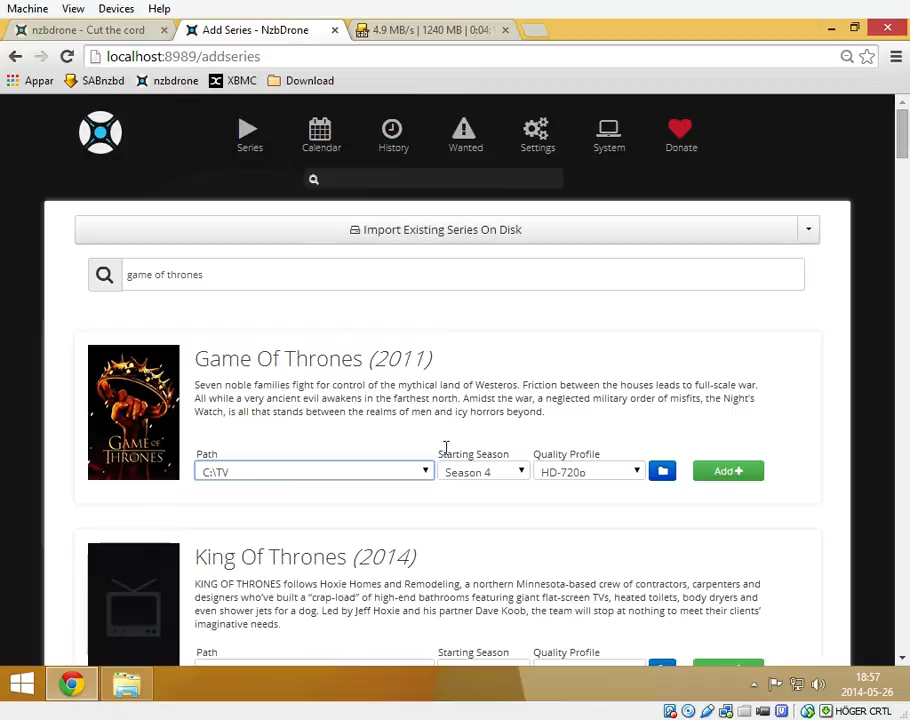 Machine View Devices Help
nzbdrone - Cut the cord
Add Series - NzbDrone
4.9 MB/s | 1240 MB | 0:04:
localhost:8989/addseries
Appar SABnzbd nzbdrone XBMC Download
Series Calendar History Wanted Settings System Donate
Import Existing Series On Disk
game of thrones
Game Of Thrones (2011)
Seven noble families fight for control of the mythical land of Westeros. Friction between the houses leads to full-scale war.
All while a very ancient evil awakens in the farthest north. Amidst the war, a neglected military order of misfits, the Night's
Watch, is all that stands between the realms of men and icy horrors beyond.
GAME OF
THRONES
Path Starting Season Quality Profile
C:\TV Season 4 HD-720p Add
King Of Thrones (2014)
KING OF THRONES follows Hoxie Homes and Remodeling, a northern Minnesota-based crew of contractors, carpenters and
designers who've built a “crap-load” of high-end bathrooms featuring giant flat-screen TVs, heated toilets, body dryers and
even shower jets for a dog. Led by Jeff Hoxie and his partner Dave Koob, the team will stop at nothing to meet their clients’
imaginative needs.
Path Starting Season Quality Profile
18:57
2014-05-26
HÖGER CRTL